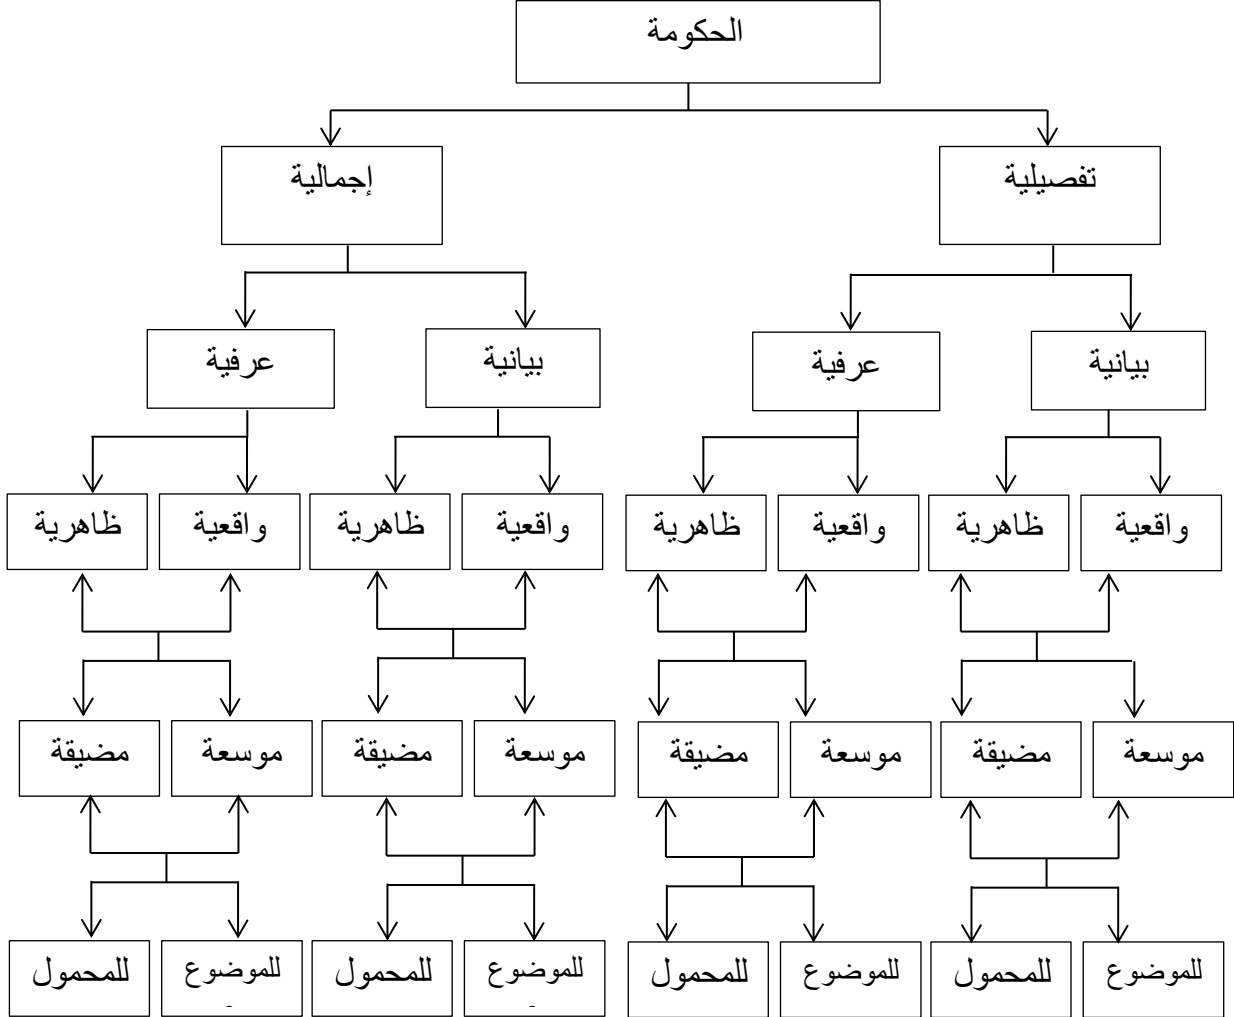 الحكومة
تفصيلية
إجمالية
بيانية
عرفية
بيانية
عرفية
واقعية
ظاهرية
واقعية
ظاهرية
واقعية
ظاهرية
واقعية
ظاهرية
موسعة
مضيقة
موسعة
مضيقة
موسعة
مضيقة
موسعة
مضيقة
للموضوع
للمحمول
للموضوع
للمحمول
للموضوع
-
للمحمول
للموضوع
-
للمحمول